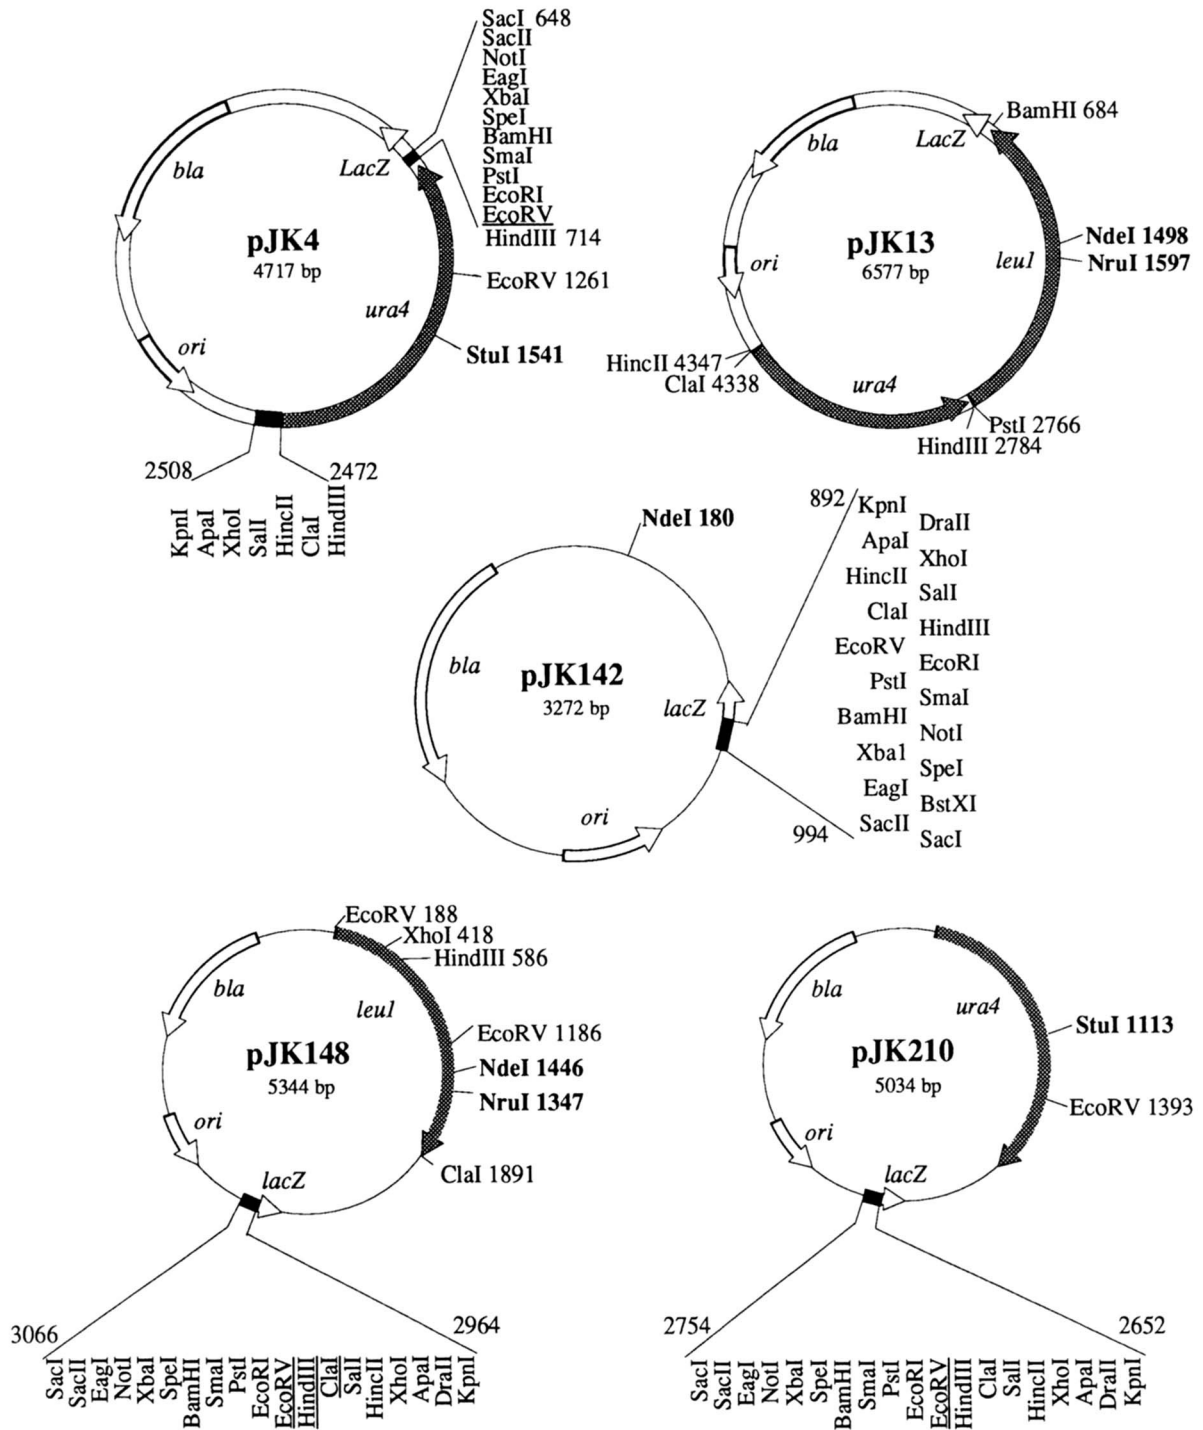 SacI 648
SacII
NotI
EagI
XbaI
SpeI
BamHI
SmaI
PstI
EcoRI
EcoRV
HindIII 714
bla
LacZ
pJK4
4717 bp
EcoRV 1261
ura4
StuI 1541
ori
2508
2472
KpnI
ApaI
XhoI
SalI
HincII
ClaI
HindIII
BamHI 684
bla
LacZ
pJK13
6577 bp
NdeI 1498
NruI 1597
leu1
ori
HincII 4347
ClaI 4338
ura4
PstI 2766
HindIII 2784
NdeI 180
bla
pJK142
3272 bp
lacZ
ori
892
KpnI
DraII
ApaI
XhoI
HincII
SalI
ClaI
HindIII
EcoRV
EcoRI
PstI
SmaI
BamHI
NotI
Xba1
SpeI
EagI
BstXI
SacII
SacI
994
EcoRV 188
XhoI 418
HindIII 586
bla
leu1
EcoRV 1186
pJK148
5344 bp
NdeI 1446
NruI 1347
ori
ClaI 1891
lacZ
3066
2964
SacI
SacII
EagI
NotI
XbaI
SpeI
BamHI
SmaI
PstI
EcoRI
EcoRV
HindIII
ClaI
SalI
HincII
XhoI
ApaI
DraII
KpnI
bla
ura4
StuI 1113
pJK210
5034 bp
EcoRV 1393
ori
lacZ
2754
2652
SacI
SacII
EagI
NotI
XbaI
SpeI
BamHI
SmaI
PstI
EcoRI
EcoRV
HindIII
ClaI
SalI
HincII
XhoI
ApaI
DraII
KpnI